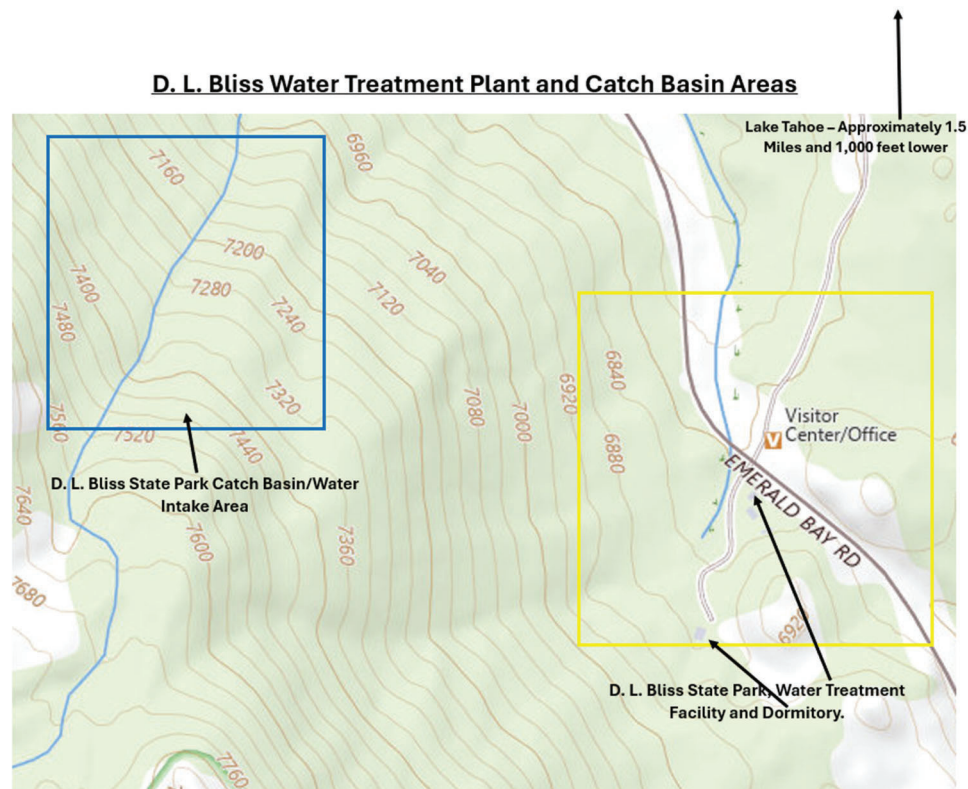 D. L. Bliss Water Treatment Plant and Catch Basin Areas
Lake Tahoe – Approximately 1.5
Miles and 1,000 feet lower
6960
7160
7200
7040
7400
7280
7120
7240
7480
6840
6920
7320
7080
7000
7560
Visitor
Center/Office
7520
7440
6880
EMERALD BAY RD
D. L. Bliss State Park Catch Basin/Water
Intake Area
7640
7600
7360
7680
6920
D. L. Bliss State Park, Water Treatment
Facility and Dormitory.
7760